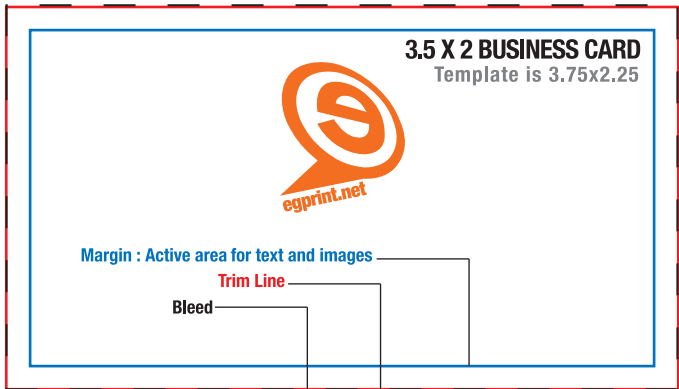 3.5 X 2 BUSINESS CARD
Template is 3.75x2.25
e
egprint.net
Margin : Active area for text and images
Trim Line
Bleed